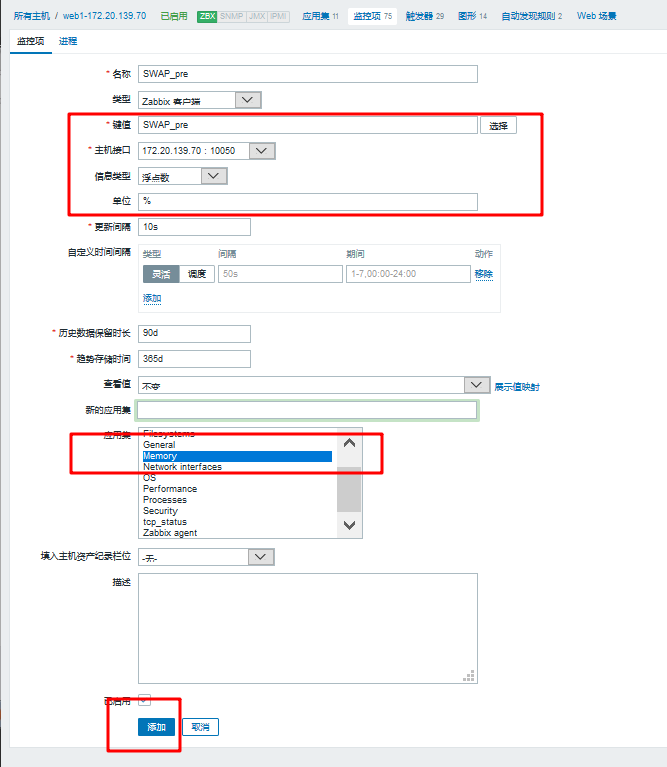 所有主机 / web1-172.20.139.70 已启用 ZBX SNMP JMX IPMI 应用集 11 监控项 75 触发器 29 图形 14 自动发现规则 2 Web 场景
监控项 进程
* 名称 SWAP_pre
类型 Zabbix 客户端
* 键值 SWAP_pre 选择
* 主机接口 172.20.139.70 : 10050
信息类型 浮点数
单位 %
* 更新间隔 10s
自定义时间间隔 类型 间隔 期间 动作
灵活 调度 50s 1-7,00:00-24:00 移除
添加
* 历史数据保留时长 90d
* 趋势存储时间 365d
查看值 不变 展示值映射
新的应用集
应用集 Filesystems
General
Memory
Network interfaces
OS
Performance
Processes
Security
tcp_status
Zabbix agent
填入主机资产纪录栏位 -无-
描述
已启用
添加 取消